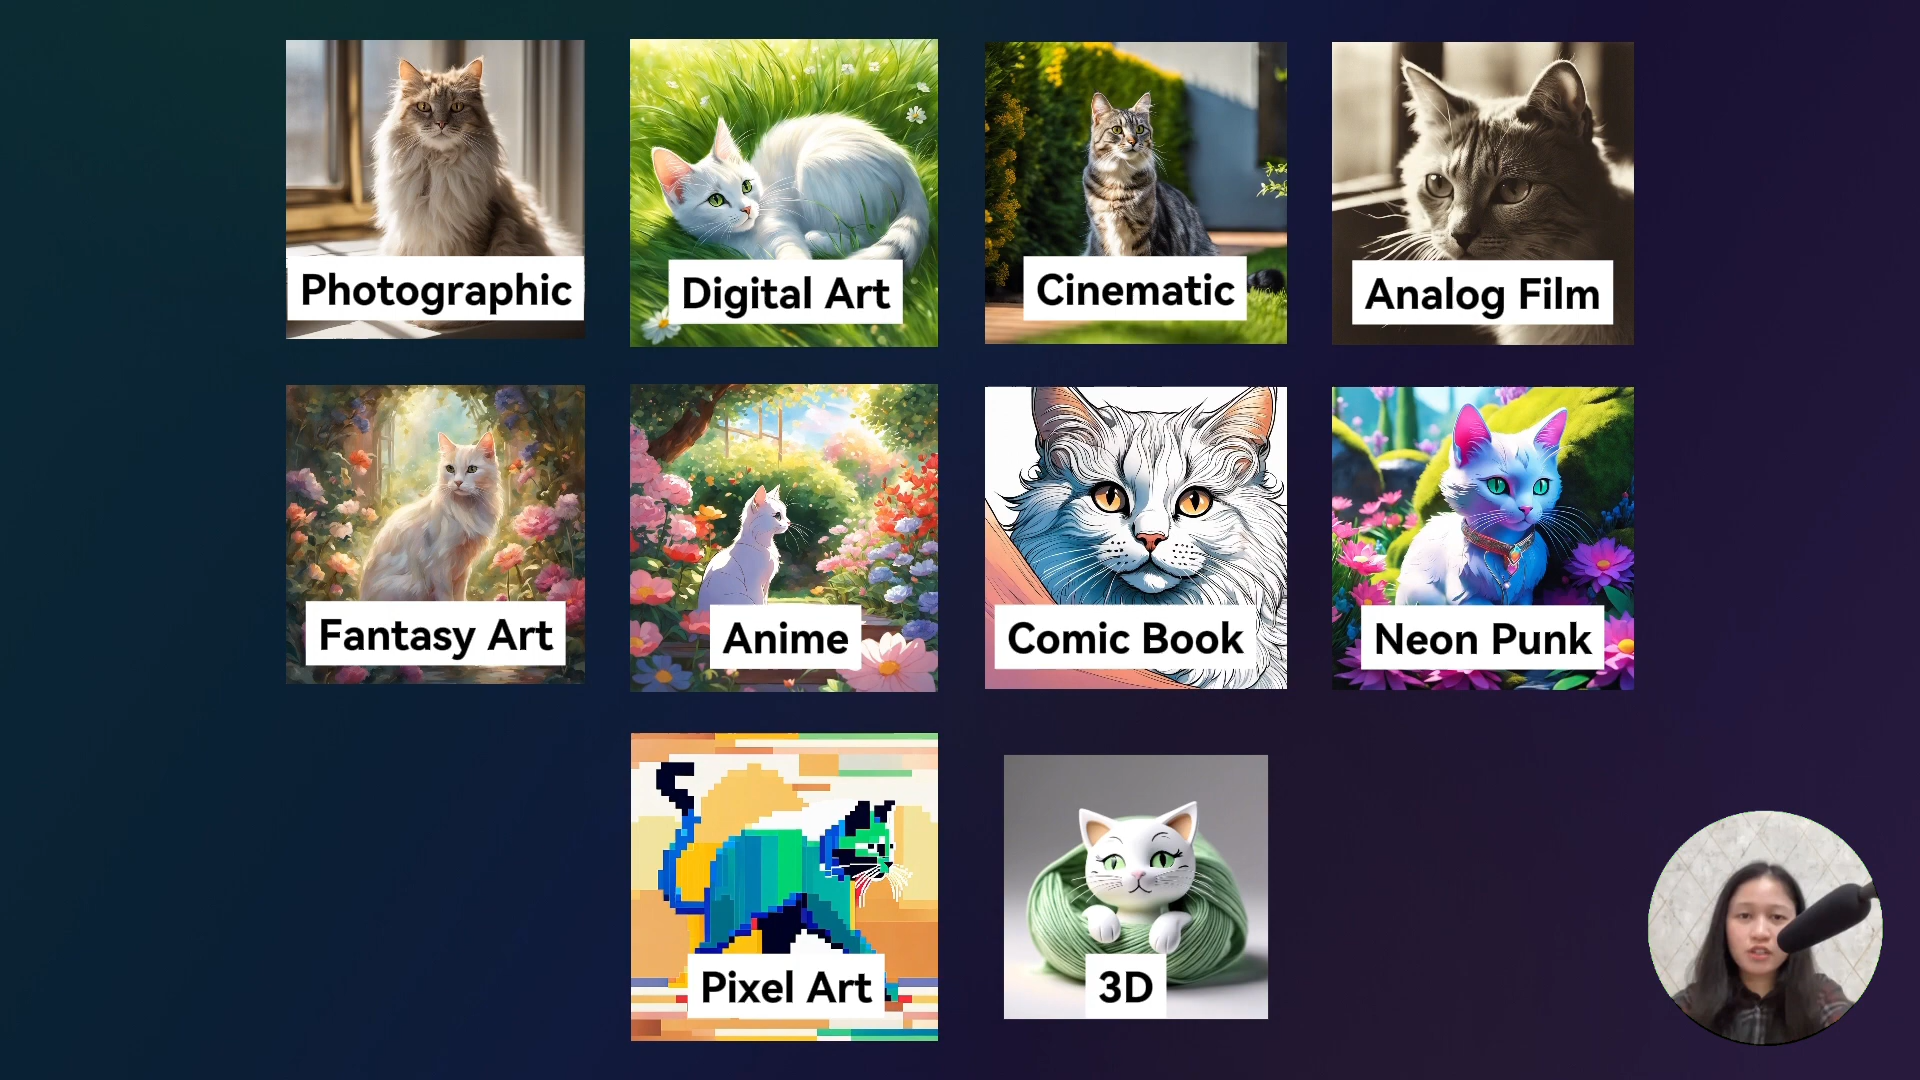 Photographic
Digital Art
Cinematic
Analog Film
Fantasy Art
Anime
Comic Book
Neon Punk
Pixel Art
3D